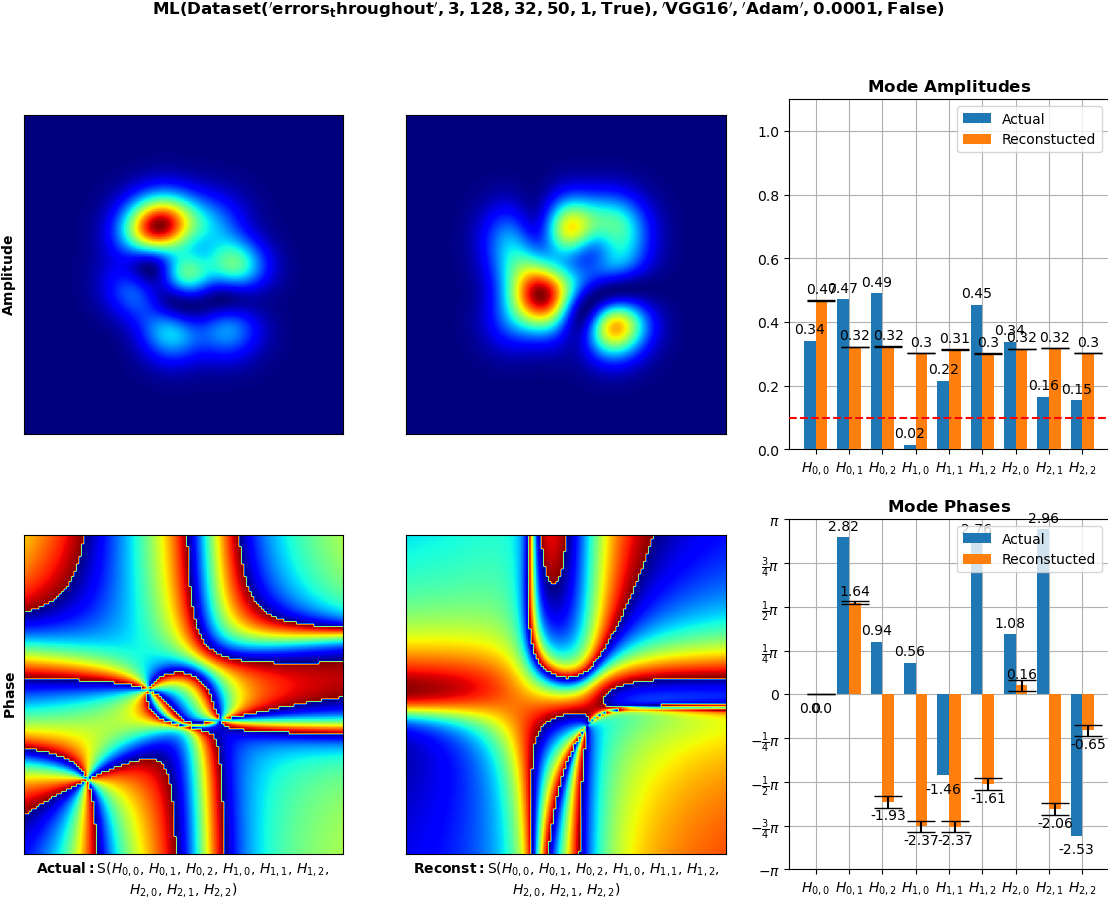 ML(Dataset('errors_throughout', 3, 128, 32, 50, 1, True), 'VGG16', 'Adam', 0.0001, False)
Amplitude
Mode Amplitudes
Actual
Reconstucted
1.0
0.8
0.6
0.4
0.2
0.0
0.34 0.47 0.47 0.32 0.49 0.32 0.02 0.3 0.22 0.31 0.45 0.3 0.34 0.32 0.16 0.32 0.15 0.3
H0,0 H0,1 H0,2 H1,0 H1,1 H1,2 H2,0 H2,1 H2,2
Phase
Actual: S(H0,0, H0,1, H0,2, H1,0, H1,1, H1,2,
H2,0, H2,1, H2,2)
Reconst: S(H0,0, H0,1, H0,2, H1,0, H1,1, H1,2,
H2,0, H2,1, H2,2)
Mode Phases
Actual
Reconstucted
π
3/4π
1/2π
1/4π
0
−1/4π
−1/2π
−3/4π
−π
0.0 0.0 2.82 1.64 0.94 -1.93 0.56 -2.37 -1.46 -2.37 2.76 -1.61 1.08 0.16 2.96 -2.06 -2.53 -0.65
H0,0 H0,1 H0,2 H1,0 H1,1 H1,2 H2,0 H2,1 H2,2